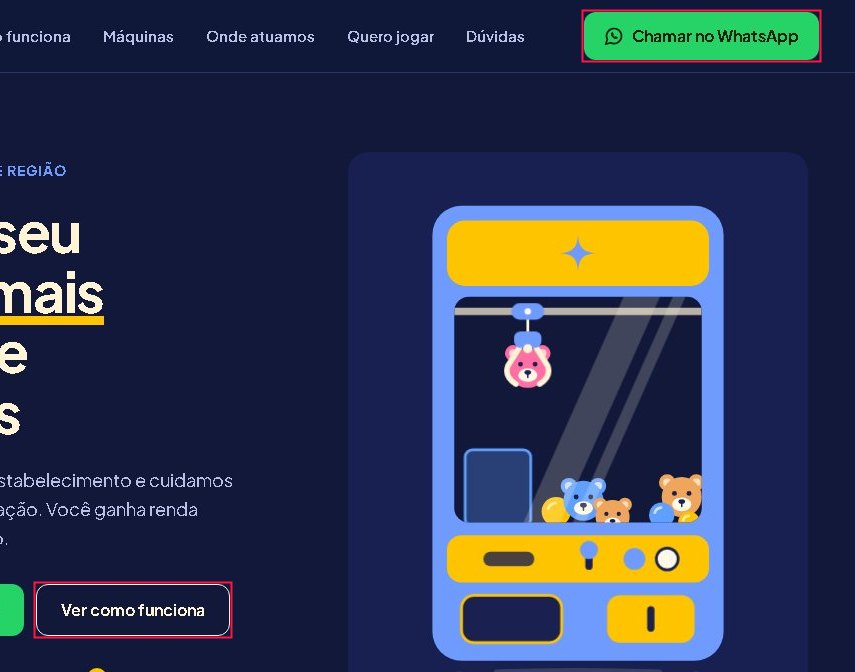 funciona
Máquinas
Onde atuamos
Quero jogar
Dúvidas
Chamar no WhatsApp
E REGIÃO
seu
mais
e
s
stabelecimento e cuidamos
ação. Você ganha renda
o.
Ver como funciona